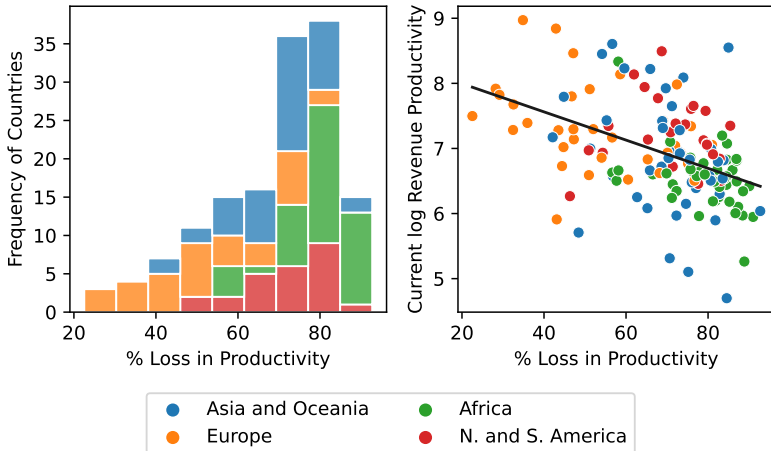 Frequency of Countries
35
30
25
20
15
10
5
0
20 40 60 80
% Loss in Productivity
Current log Revenue Productivity
9
8
7
6
5
20 40 60 80
% Loss in Productivity
Asia and Oceania Africa
Europe N. and S. America